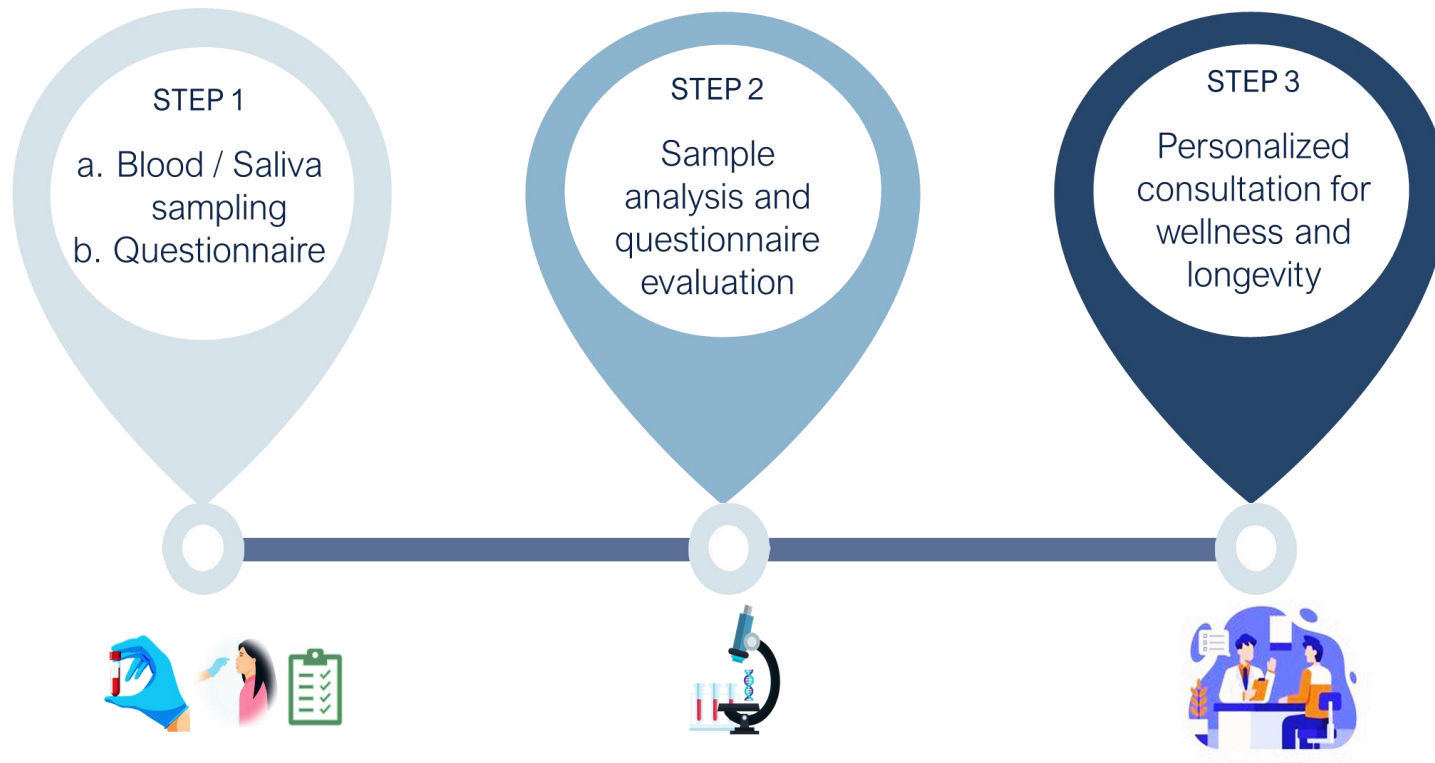 STEP 1
a. Blood / Saliva
sampling
b. Questionnaire
STEP 2
Sample
analysis and
questionnaire
evaluation
STEP 3
Personalized
consultation for
wellness and
longevity